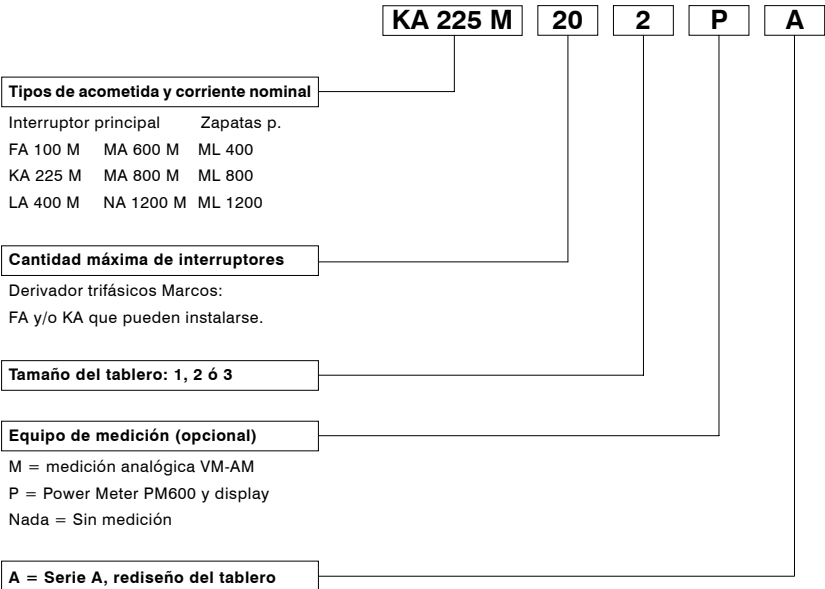 KA 225 M 20 2 P A
Tipos de acometida y corriente nominal
Interruptor principal Zapatas p.
FA 100 M MA 600 M ML 400
KA 225 M MA 800 M ML 800
LA 400 M NA 1200 M ML 1200
Cantidad máxima de interruptores
Derivador trifásicos Marcos:
FA y/o KA que pueden instalarse.
Tamaño del tablero: 1, 2 ó 3
Equipo de medición (opcional)
M = medición analógica VM-AM
P = Power Meter PM600 y display
Nada = Sin medición
A = Serie A, rediseño del tablero